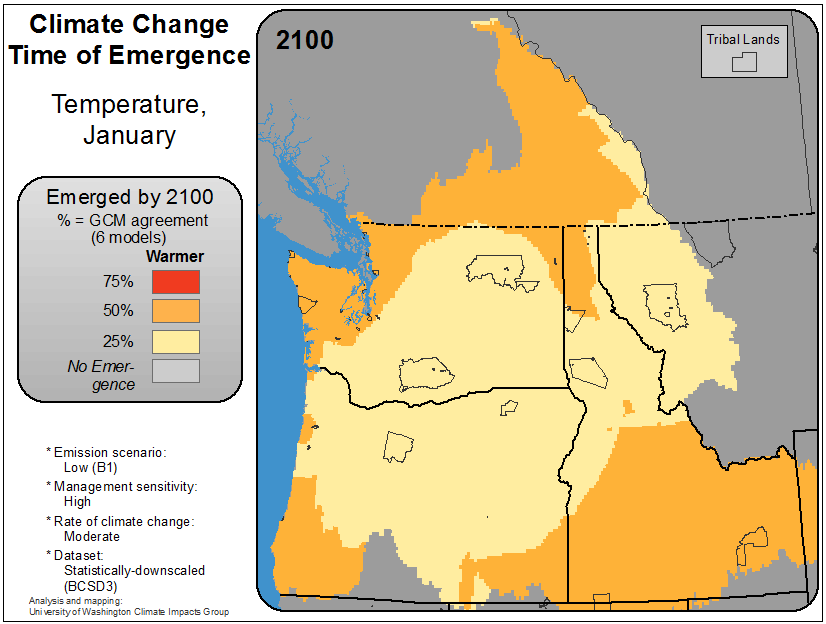 Climate Change
Time of Emergence
Temperature,
January
Emerged by 2100
% = GCM agreement
(6 models)
Warmer
75%
50%
25%
No Emer-
gence
* Emission scenario:
Low (B1)
* Management sensitivity:
High
* Rate of climate change:
Moderate
* Dataset:
Statistically-downscaled
(BCSD3)
Analysis and mapping:
University of Washington Climate Impacts Group
2100
Tribal Lands